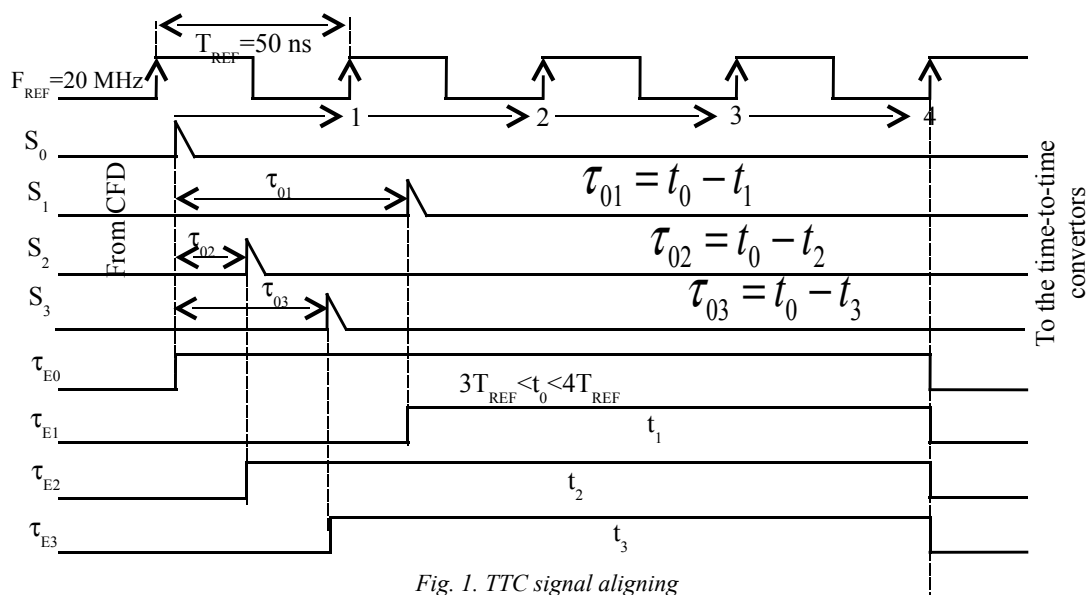 T_REF=50 ns
F_REF=20 MHz
1 2 3 4
S_0
From CFD
S_1
τ_01
τ_01 = t_0 − t_1
S_2
τ_02
τ_02 = t_0 − t_2
S_3
τ_03
τ_03 = t_0 − t_3
To the time-to-time
convertors
τ_E0
3T_REF<t_0<4T_REF
τ_E1
t_1
τ_E2
t_2
τ_E3
t_3
Fig. 1. TTC signal aligning